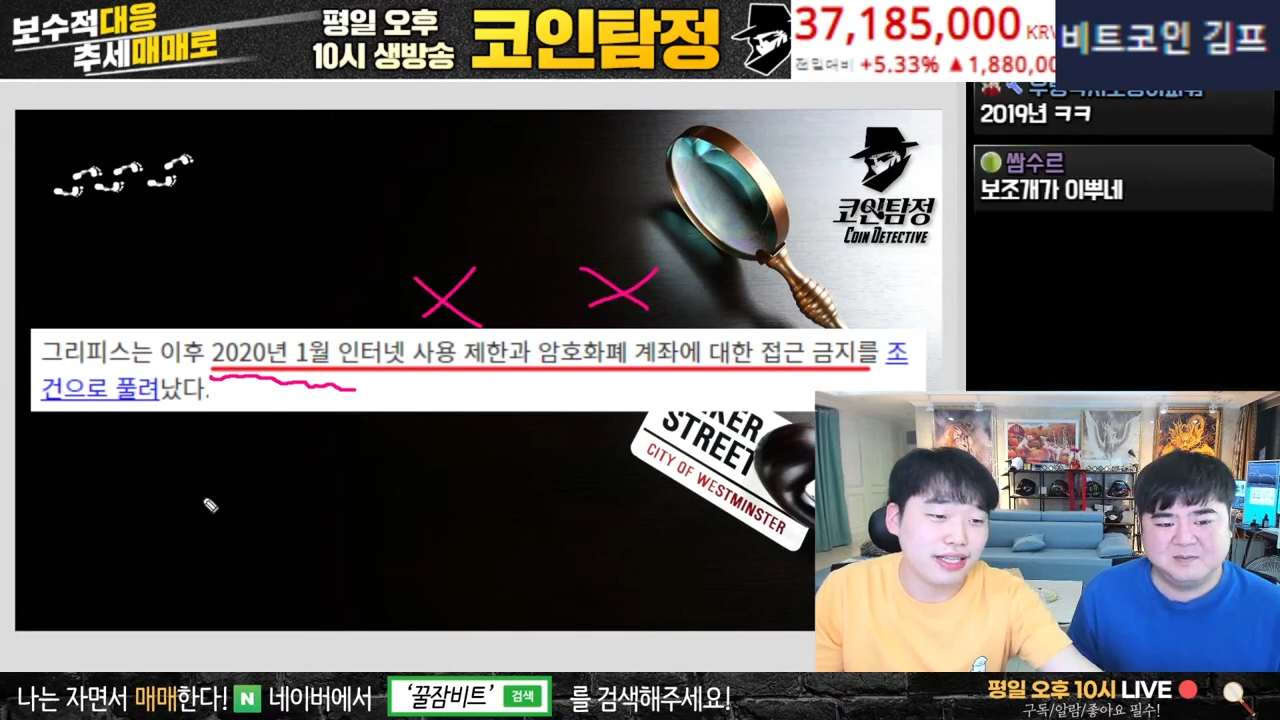 보수적대응
추세매매로
평일 오후
10시 생방송
코인탐정
37,185,000 KRW
전일대비 +5.33% ▲1,880,00
비트코인 김프
2019년 ㅋㅋ
쌈수르
보조개가 이뿌네
코인탐정
COIN DETECTIVE
그리피스는 이후 2020년 1월 인터넷 사용 제한과 암호화폐 계좌에 대한 접근 금지를 조
건으로 풀려났다.
STREET
CITY OF WESTMINSTER
나는 자면서 매매한다! N 네이버에서 '꿀잠비트' 검색 를 검색해주세요!
평일 오후 10시 LIVE
구독/알람/좋아요 필수!